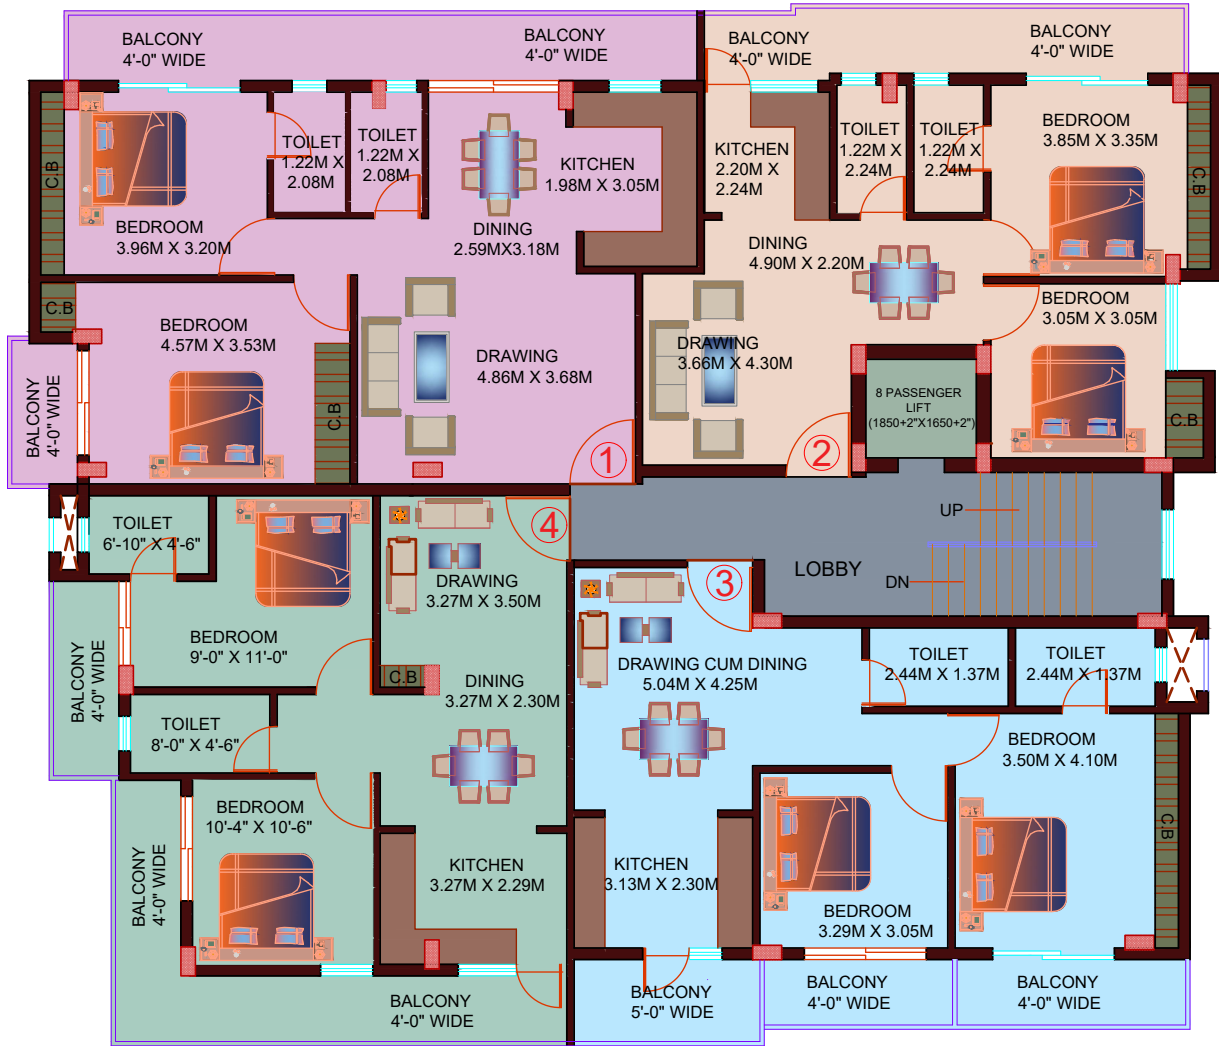 BALCONY
4'-0" WIDE
BALCONY
4'-0" WIDE
C.B
TOILET
1.22M X
2.08M
TOILET
1.22M X
2.08M
KITCHEN
1.98M X 3.05M
BEDROOM
3.96M X 3.20M
DINING
2.59MX3.18M
C.B
BEDROOM
4.57M X 3.53M
DRAWING
4.86M X 3.68M
C.B
BALCONY
4'-0" WIDE
1
BALCONY
4'-0" WIDE
BALCONY
4'-0" WIDE
KITCHEN
2.20M X
2.24M
TOILET
1.22M X
2.24M
TOILET
1.22M X
2.24M
BEDROOM
3.85M X 3.35M
C.B
DINING
4.90M X 2.20M
BEDROOM
3.05M X 3.05M
DRAWING
3.66M X 4.30M
8 PASSENGER
LIFT
(1850+2"X1650+2")
C.B
2
UP
LOBBY
DN
4
TOILET
6'-10" X 4'-6"
DRAWING
3.27M X 3.50M
BEDROOM
9'-0" X 11'-0"
BALCONY
4'-0" WIDE
C.B
DINING
3.27M X 2.30M
TOILET
8'-0" X 4'-6"
BEDROOM
10'-4" X 10'-6"
BALCONY
4'-0" WIDE
KITCHEN
3.27M X 2.29M
BALCONY
4'-0" WIDE
3
DRAWING CUM DINING
5.04M X 4.25M
TOILET
2.44M X 1.37M
TOILET
2.44M X 1.37M
BEDROOM
3.50M X 4.10M
C.B
KITCHEN
3.13M X 2.30M
BEDROOM
3.29M X 3.05M
BALCONY
5'-0" WIDE
BALCONY
4'-0" WIDE
BALCONY
4'-0" WIDE